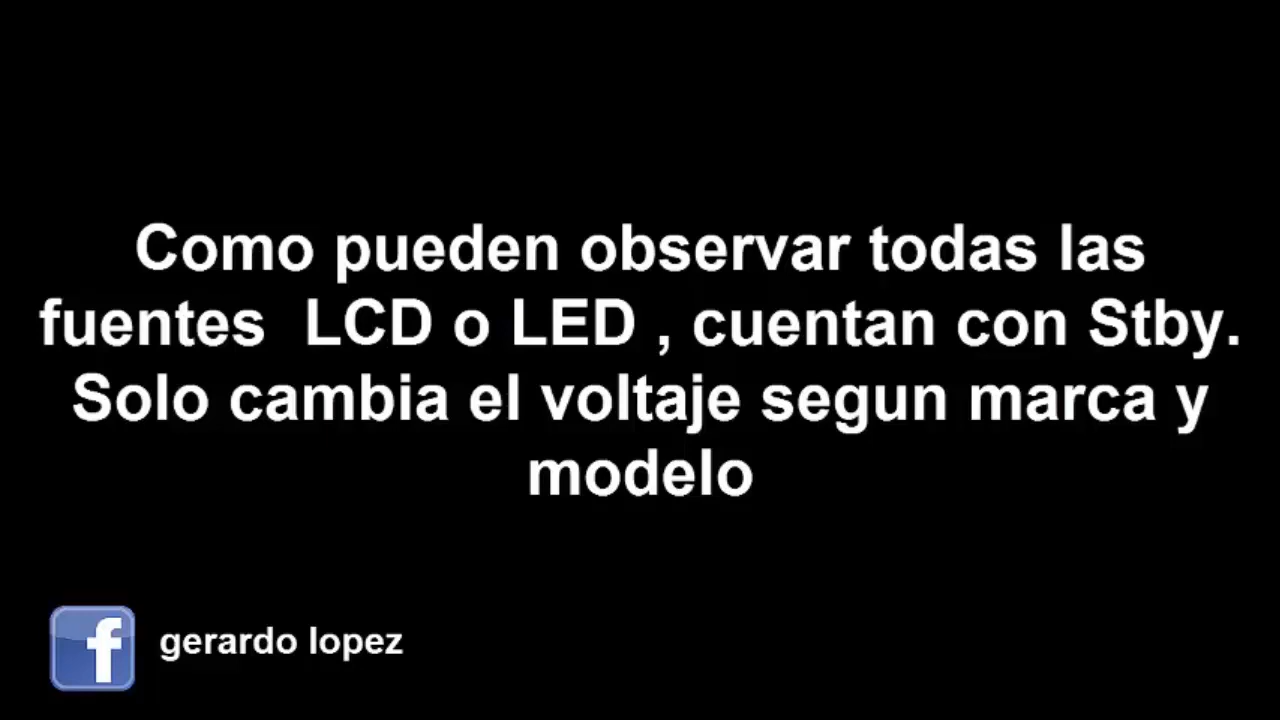 Como pueden observar todas las
fuentes  LCD o LED , cuentan con Stby.
Solo cambia el voltaje segun marca y
modelo
f
gerardo lopez